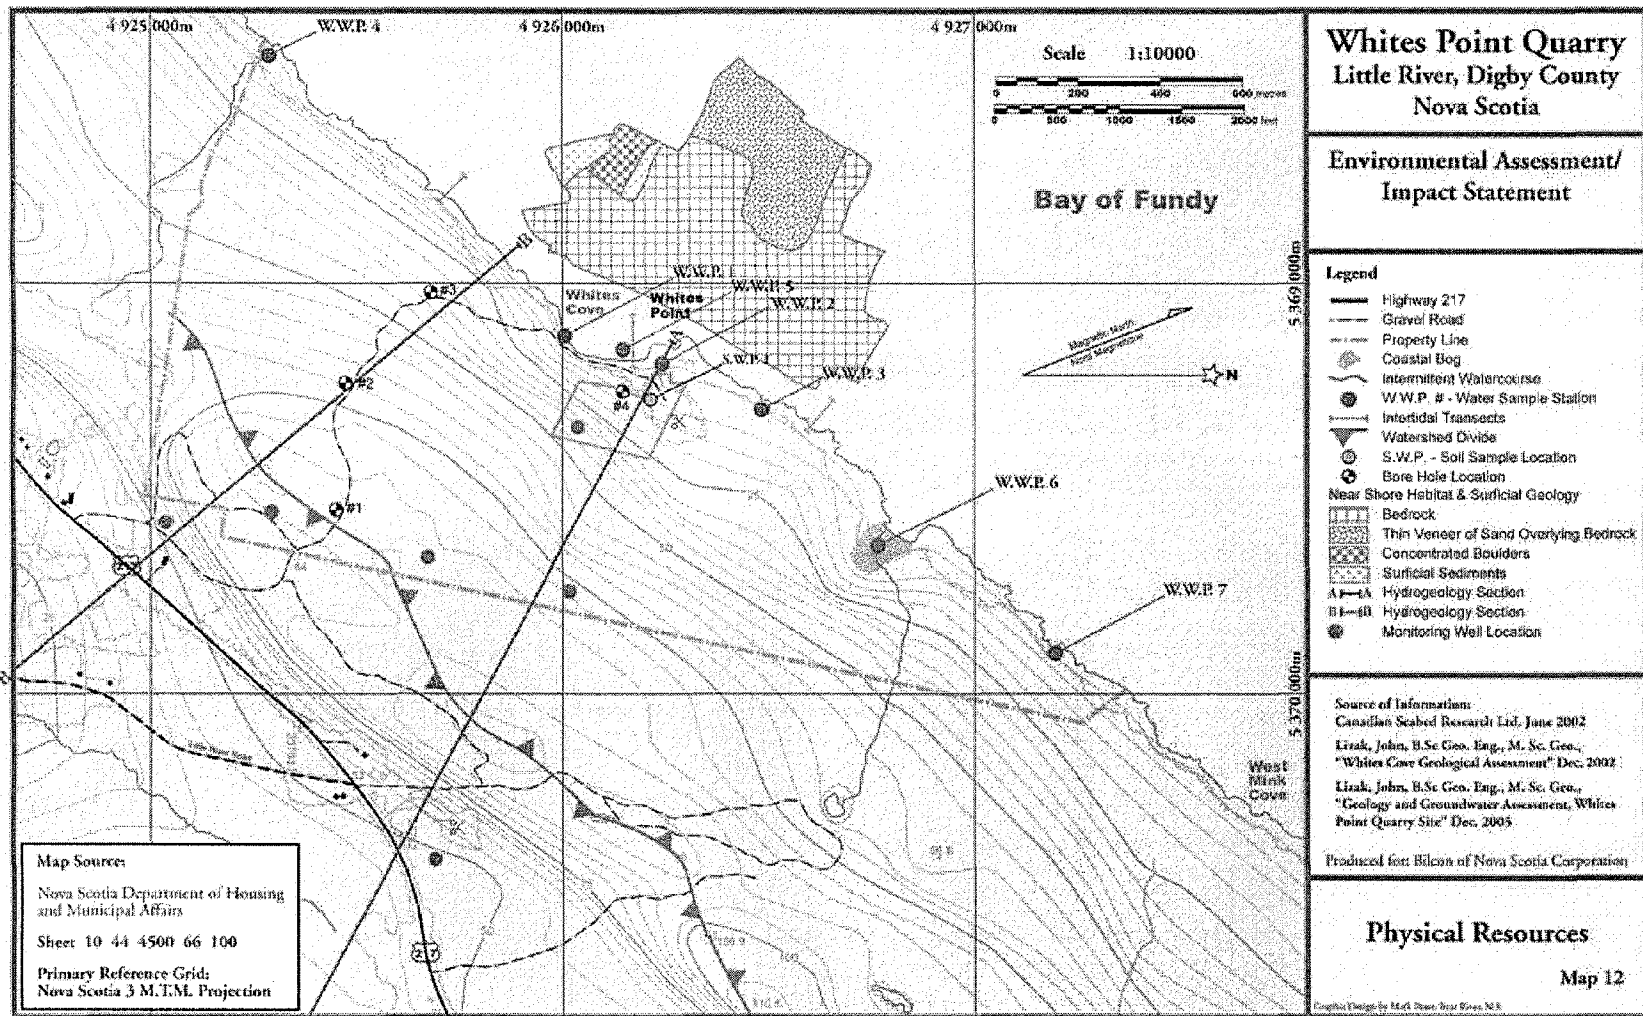 4 925 000m
W.W.P. 4
4 926 000m
4 927 000m
Scale 1:10000
0 200 400 600 metres
0 500 1000 1500 2000 feet
Bay of Fundy
5 369 000m
B
#3
W.W.P. 1
Whites
Cove
Whites
Point
W.W.P. 5
W.W.P. 2
A
S.W.P. 1
W.W.P. 3
#2
#4
Magnetic North
Nord Magnétique
N
W.W.P. 6
#1
W.W.P. 7
50
5 370 000m
West
Mink
Cove
217
Map Source:
Nova Scotia Department of Housing
and Municipal Affairs
Sheet 10 44 4500 66 100
Primary Reference Grid:
Nova Scotia 3 M.T.M. Projection
Whites Point Quarry
Little River, Digby County
Nova Scotia
Environmental Assessment/
Impact Statement
Legend
Highway 217
Gravel Road
Property Line
Coastal Bog
Intermittent Watercourse
W.W.P. # - Water Sample Station
Intertidal Transects
Watershed Divide
S.W.P. - Soil Sample Location
Bore Hole Location
Near Shore Habitat & Surficial Geology
Bedrock
Thin Veneer of Sand Overlying Bedrock
Concentrated Boulders
Surficial Sediments
A A Hydrogeology Section
B B Hydrogeology Section
Monitoring Well Location
Source of Information:
Canadian Seabed Research Ltd. June 2002
Lizak, John, B.Sc Geo. Eng., M. Sc. Geo.,
"Whites Cove Geological Assessment" Dec. 2002
Lizak, John, B.Sc Geo. Eng., M. Sc. Geo.,
"Geology and Groundwater Assessment, Whites
Point Quarry Site" Dec. 2005
Produced for: Bilcon of Nova Scotia Corporation
Physical Resources
Map 12